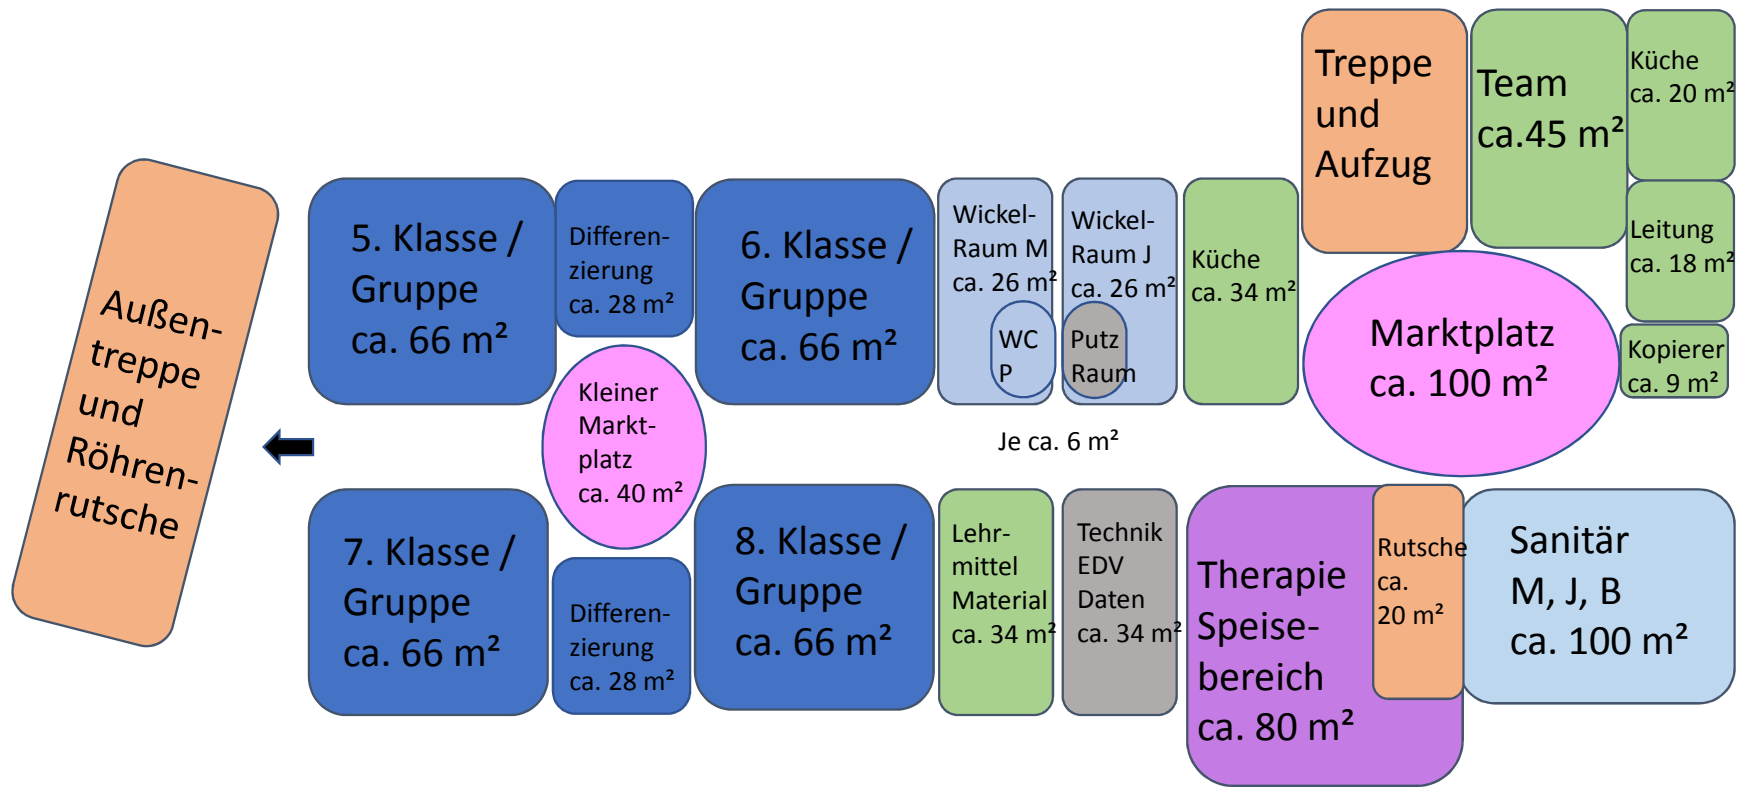 Treppe
und
Aufzug
Team
ca.45 m²
Küche
ca. 20 m²
Leitung
ca. 18 m²
Kopierer
ca. 9 m²
Außen-
treppe
und
Röhren-
rutsche
5. Klasse /
Gruppe
ca. 66 m²
Differen-
zierung
ca. 28 m²
6. Klasse /
Gruppe
ca. 66 m²
Wickel-
Raum M
ca. 26 m²
WC
P
Wickel-
Raum J
ca. 26 m²
Putz
Raum
Küche
ca. 34 m²
Marktplatz
ca. 100 m²
Kleiner
Markt-
platz
ca. 40 m²
Je ca. 6 m²
7. Klasse /
Gruppe
ca. 66 m²
Differen-
zierung
ca. 28 m²
8. Klasse /
Gruppe
ca. 66 m²
Lehr-
mittel
Material
ca. 34 m²
Technik
EDV
Daten
ca. 34 m²
Therapie
Speise-
bereich
ca. 80 m²
Rutsche
ca.
20 m²
Sanitär
M, J, B
ca. 100 m²